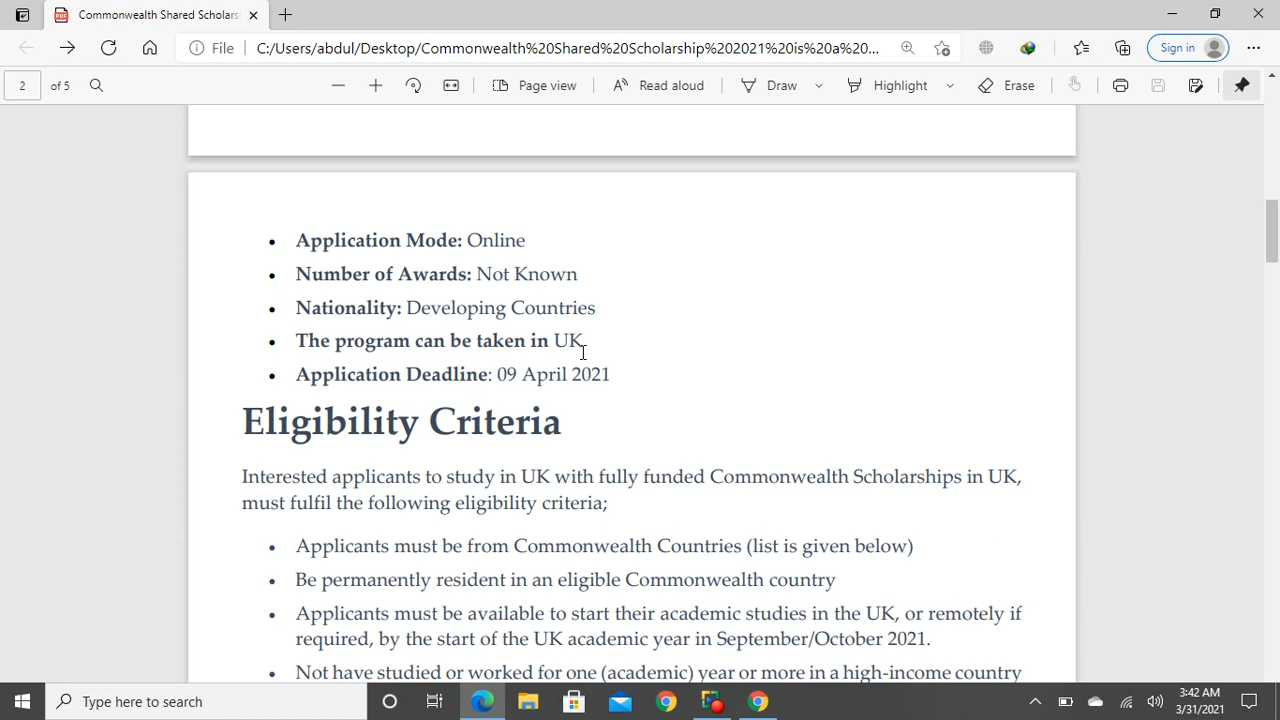 Commonwealth Shared Scholars
File
C:/Users/abdul/Desktop/Commonwealth%20Shared%20Scholarship%202021%20is%20a%20...
Sign in
2 of 5
Page view
Read aloud
Draw
Highlight
Erase
• Application Mode: Online
• Number of Awards: Not Known
• Nationality: Developing Countries
• The program can be taken in UK
• Application Deadline: 09 April 2021
Eligibility Criteria
Interested applicants to study in UK with fully funded Commonwealth Scholarships in UK,
must fulfil the following eligibility criteria;
• Applicants must be from Commonwealth Countries (list is given below)
• Be permanently resident in an eligible Commonwealth country
• Applicants must be available to start their academic studies in the UK, or remotely if
required, by the start of the UK academic year in September/October 2021.
• Not have studied or worked for one (academic) year or more in a high-income country
Type here to search
3:42 AM
3/31/2021